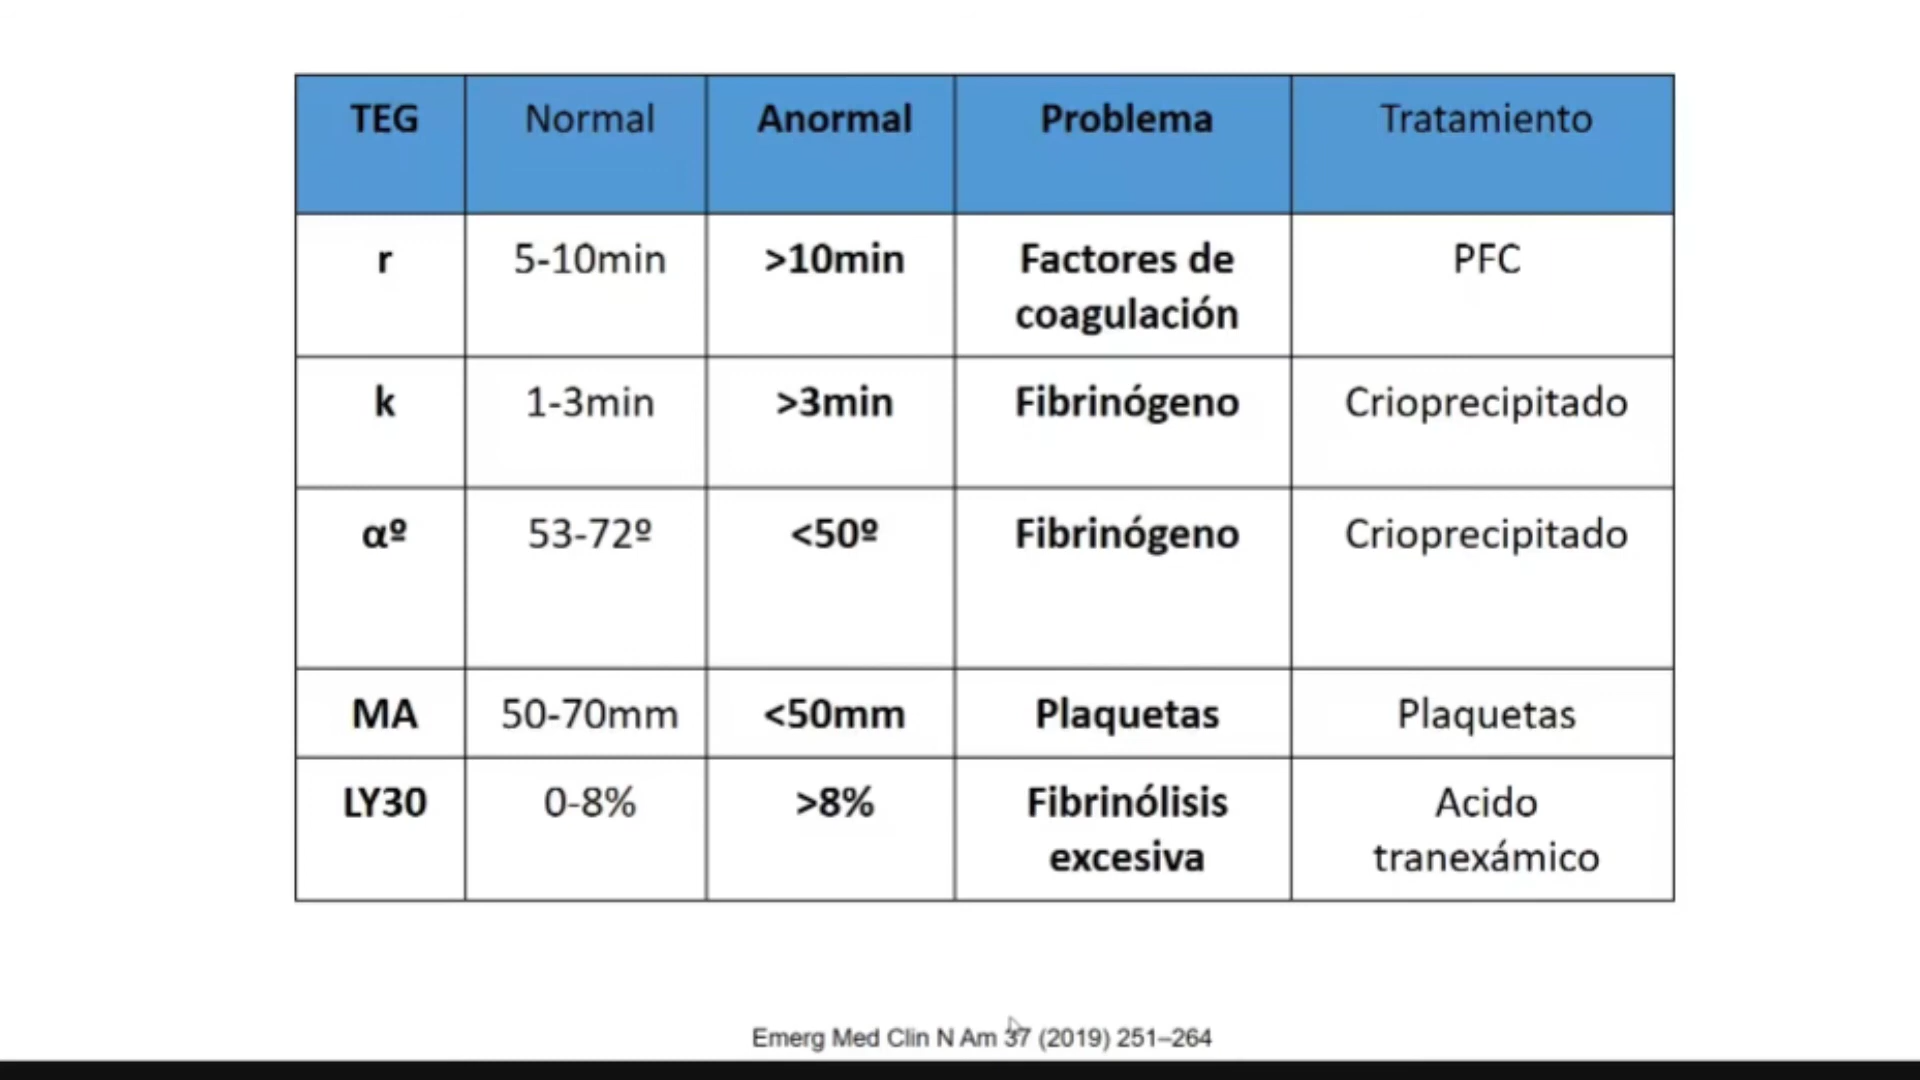 TEG Normal Anormal Problema Tratamiento
r 5-10min >10min Factores de PFC
coagulación
k 1-3min >3min Fibrinógeno Crioprecipitado
αº 53-72º <50º Fibrinógeno Crioprecipitado
MA 50-70mm <50mm Plaquetas Plaquetas
LY30 0-8% >8% Fibrinólisis Acido
excesiva tranexámico
Emerg Med Clin N Am 37 (2019) 251–264